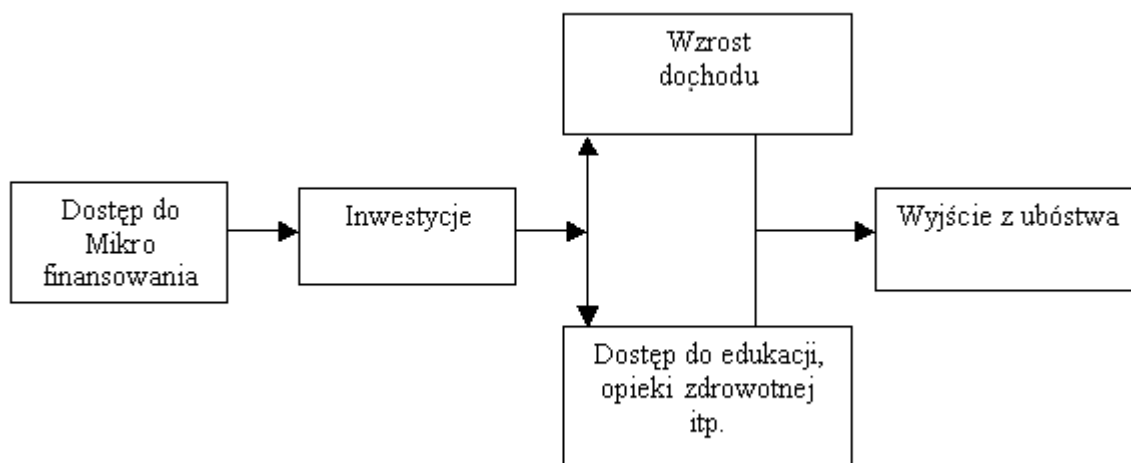 Dostęp do
Mikro
finansowania
Inwestycje
Wzrost
dochodu
Dostęp do edukacji,
opieki zdrowotnej
itp.
Wyjście z ubóstwa